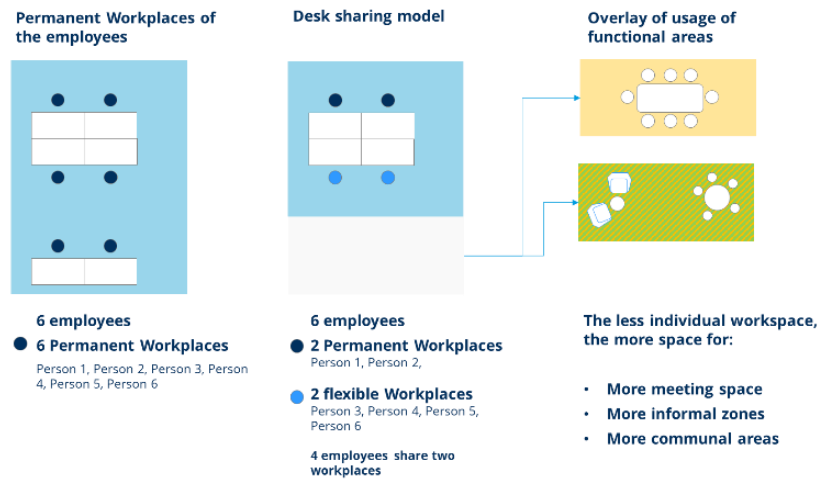 Permanent Workplaces of
the employees
Desk sharing model
Overlay of usage of
functional areas
6 employees
6 Permanent Workplaces
Person 1, Person 2, Person 3, Person
4, Person 5, Person 6
6 employees
2 Permanent Workplaces
Person 1, Person 2,
2 flexible Workplaces
Person 3, Person 4, Person 5,
Person 6
4 employees share two
workplaces
The less individual workspace,
the more space for:
• More meeting space
• More informal zones
• More communal areas